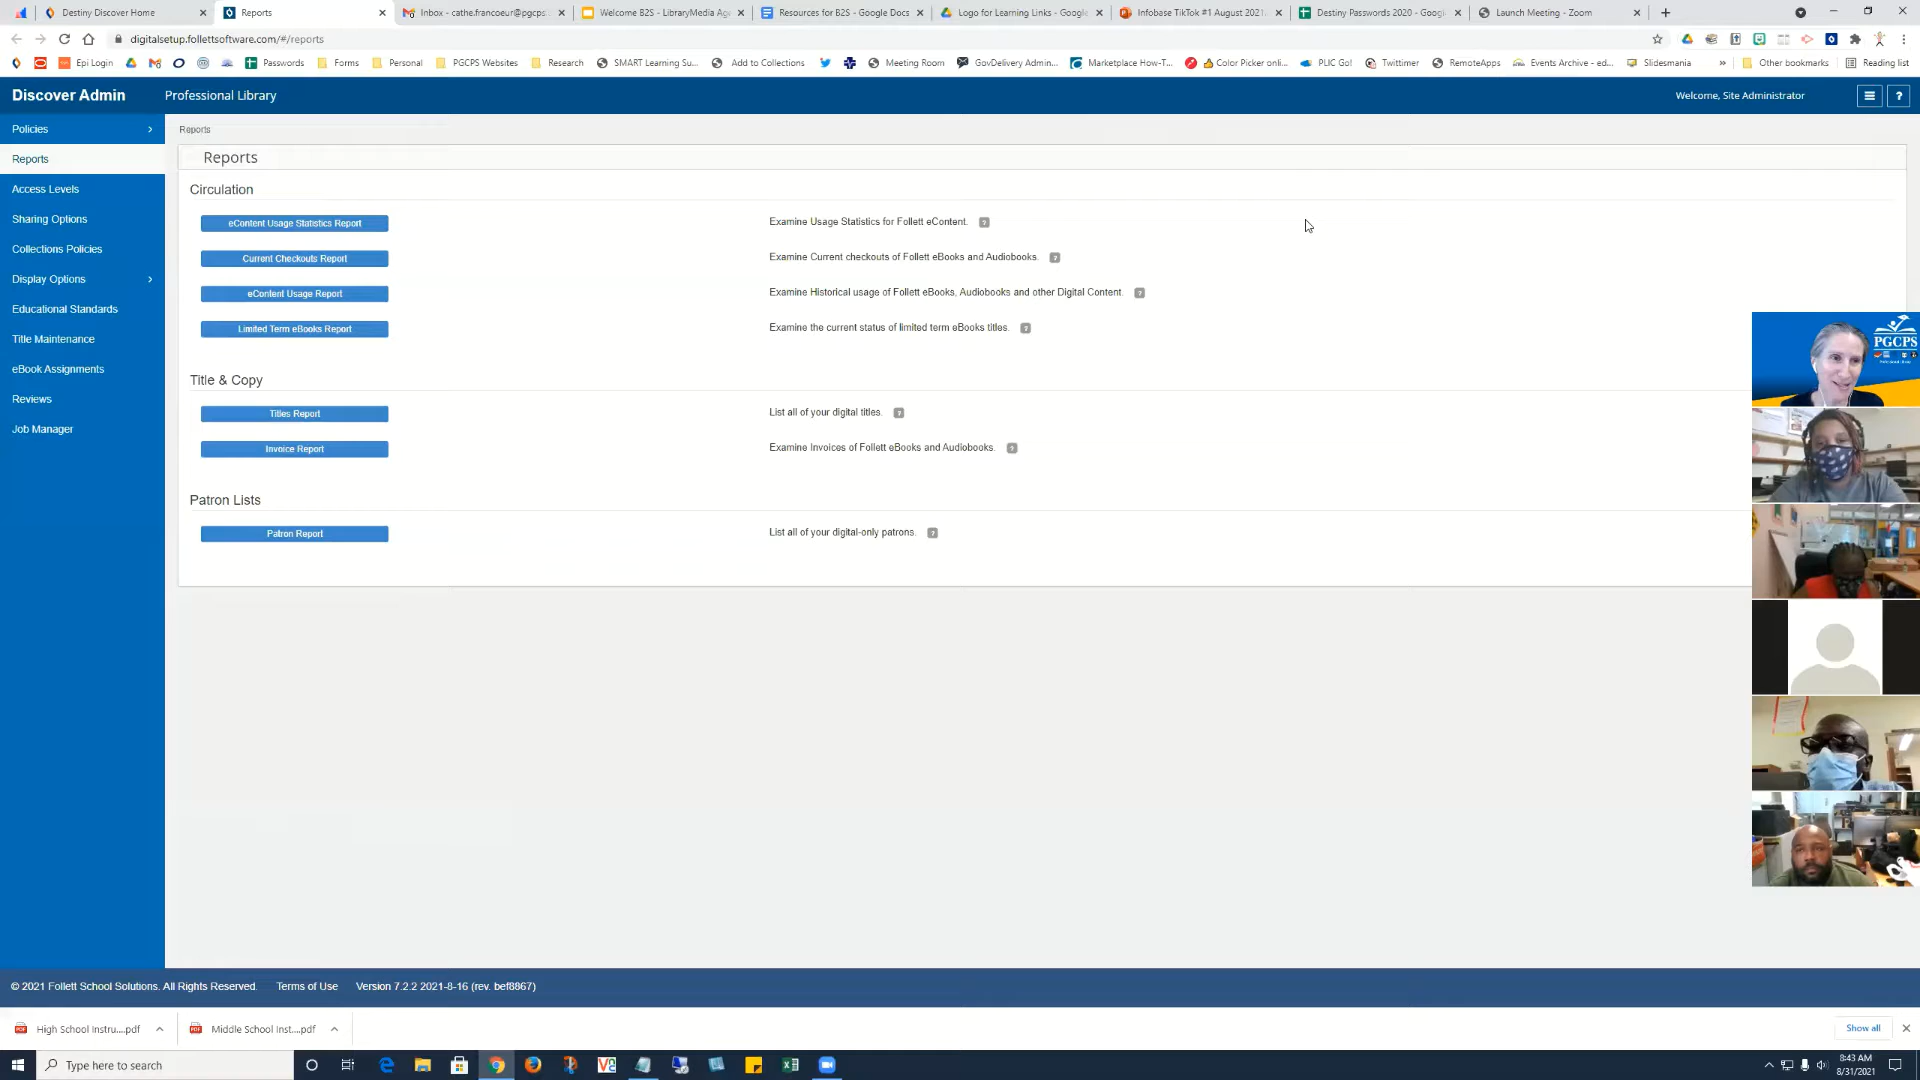 Destiny Discover Home
Reports
Inbox - cathe.francoeur@pgcps
Welcome B2S - LibraryMedia Age
Resources for B2S - Google Docs
Logo for Learning Links - Google
Infobase TikTok #1 August 2021.
Destiny Passwords 2020 - Googl
Launch Meeting - Zoom
digitalsetup.follettsoftware.com/#/reports
Epi Login
Passwords
Forms
Personal
PGCPS Websites
Research
SMART Learning Su...
Add to Collections
Meeting Room
GovDelivery Admin...
Marketplace How-T...
Color Picker onli...
PLIC Go!
Twittimer
RemoteApps
Events Archive - ed...
Slidesmania
»
Other bookmarks
Reading list
Discover Admin
Professional Library
Welcome, Site Administrator
?
Policies
Reports
Access Levels
Sharing Options
Collections Policies
Display Options
Educational Standards
Title Maintenance
eBook Assignments
Reviews
Job Manager
Reports
Reports
Circulation
eContent Usage Statistics Report
Examine Usage Statistics for Follett eContent. ?
Current Checkouts Report
Examine Current checkouts of Follett eBooks and Audiobooks. ?
eContent Usage Report
Examine Historical usage of Follett eBooks, Audiobooks and other Digital Content. ?
Limited Term eBooks Report
Examine the current status of limited term eBooks titles. ?
Title & Copy
Titles Report
List all of your digital titles. ?
Invoice Report
Examine Invoices of Follett eBooks and Audiobooks. ?
Patron Lists
Patron Report
List all of your digital-only patrons. ?
PGCPS
© 2021 Follett School Solutions. All Rights Reserved.
Terms of Use
Version 7.2.2 2021-8-16 (rev. bef8867)
High School Instru....pdf
Middle School Inst....pdf
Show all
Type here to search
8:43 AM
8/31/2021